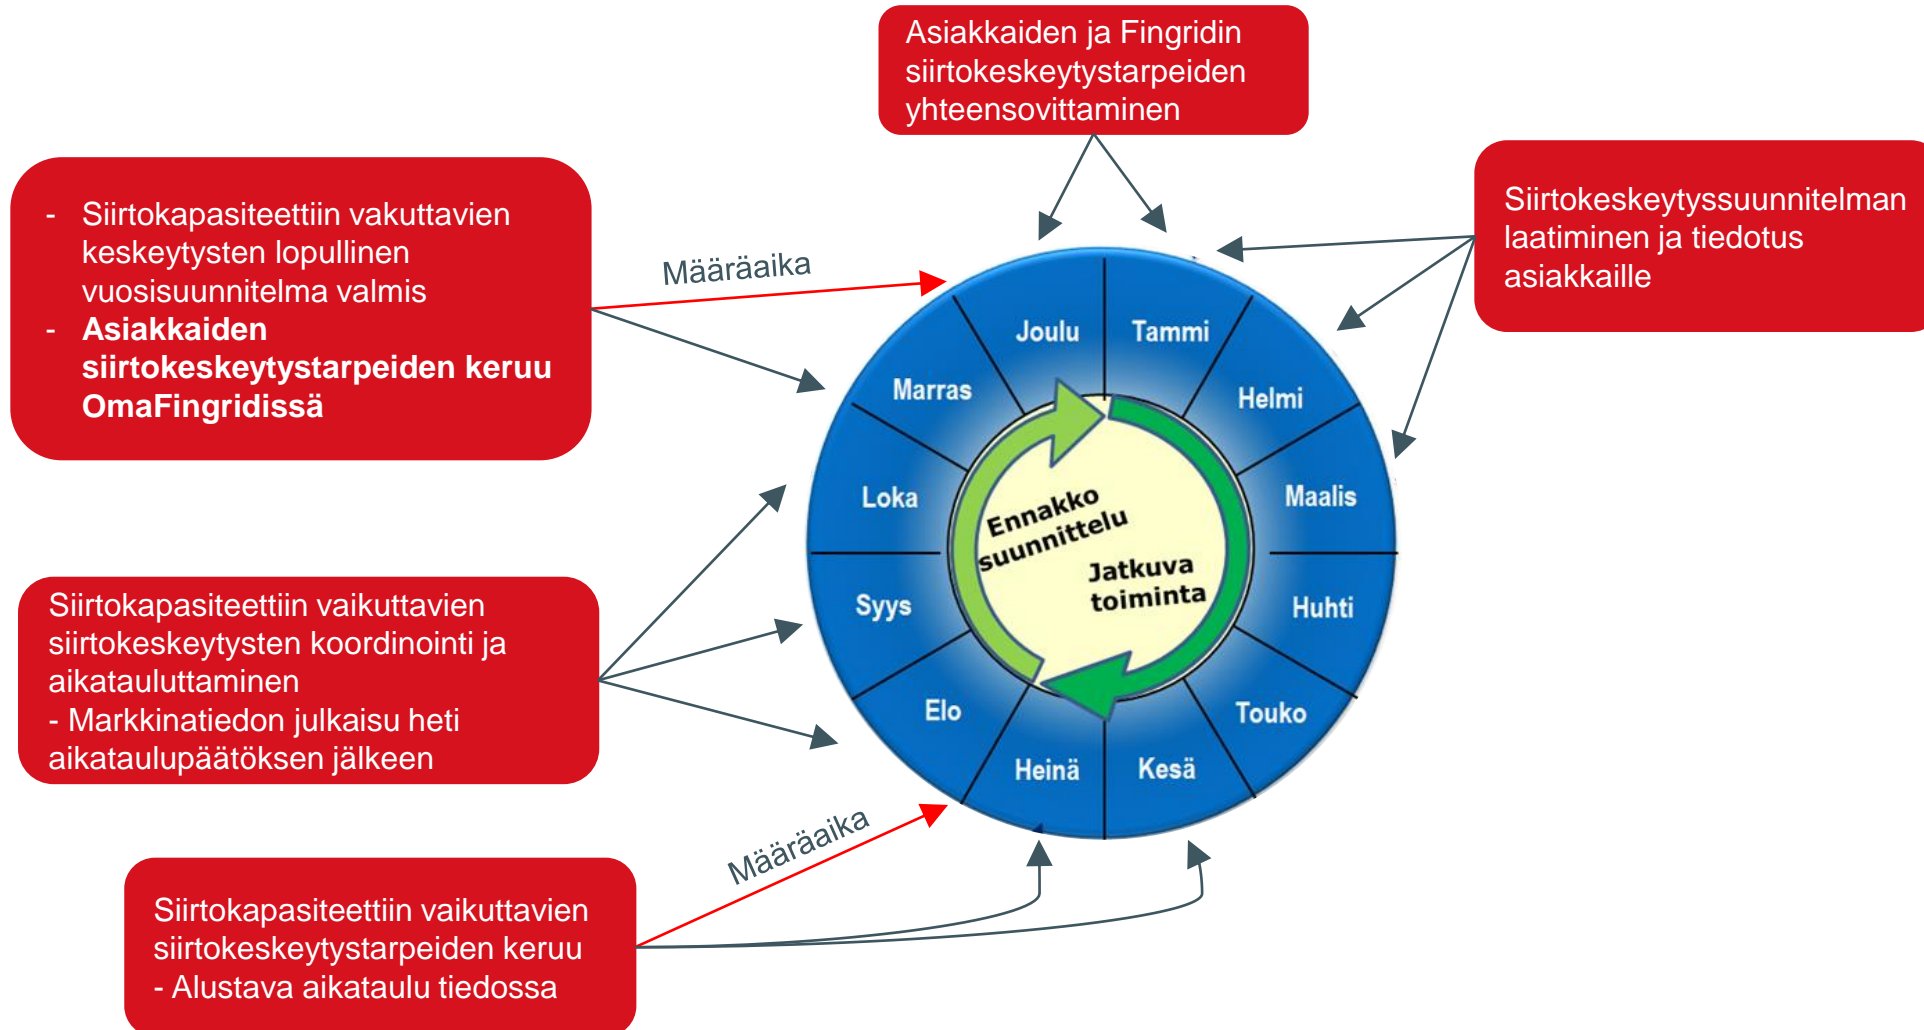 Asiakkaiden ja Fingridin
siirtokeskeytystarpeiden
yhteensovittaminen
- Siirtokapasiteettiin vakuttavien
keskeytysten lopullinen
vuosisuunnitelma valmis
- Asiakkaiden
siirtokeskeytystarpeiden keruu
OmaFingridissä
Määräaika
Siirtokeskeytyssuunnitelman
laatiminen ja tiedotus
asiakkaille
Joulu
Tammi
Marras
Helmi
Loka
Maalis
Ennakko
suunnittelu
Jatkuva
toiminta
Syys
Huhti
Elo
Touko
Heinä
Kesä
Siirtokapasiteettiin vaikuttavien
siirtokeskeytysten koordinointi ja
aikatauluttaminen
- Markkinatiedon julkaisu heti
aikataulupäätöksen jälkeen
Määräaika
Siirtokapasiteettiin vaikuttavien
siirtokeskeytystarpeiden keruu
- Alustava aikataulu tiedossa